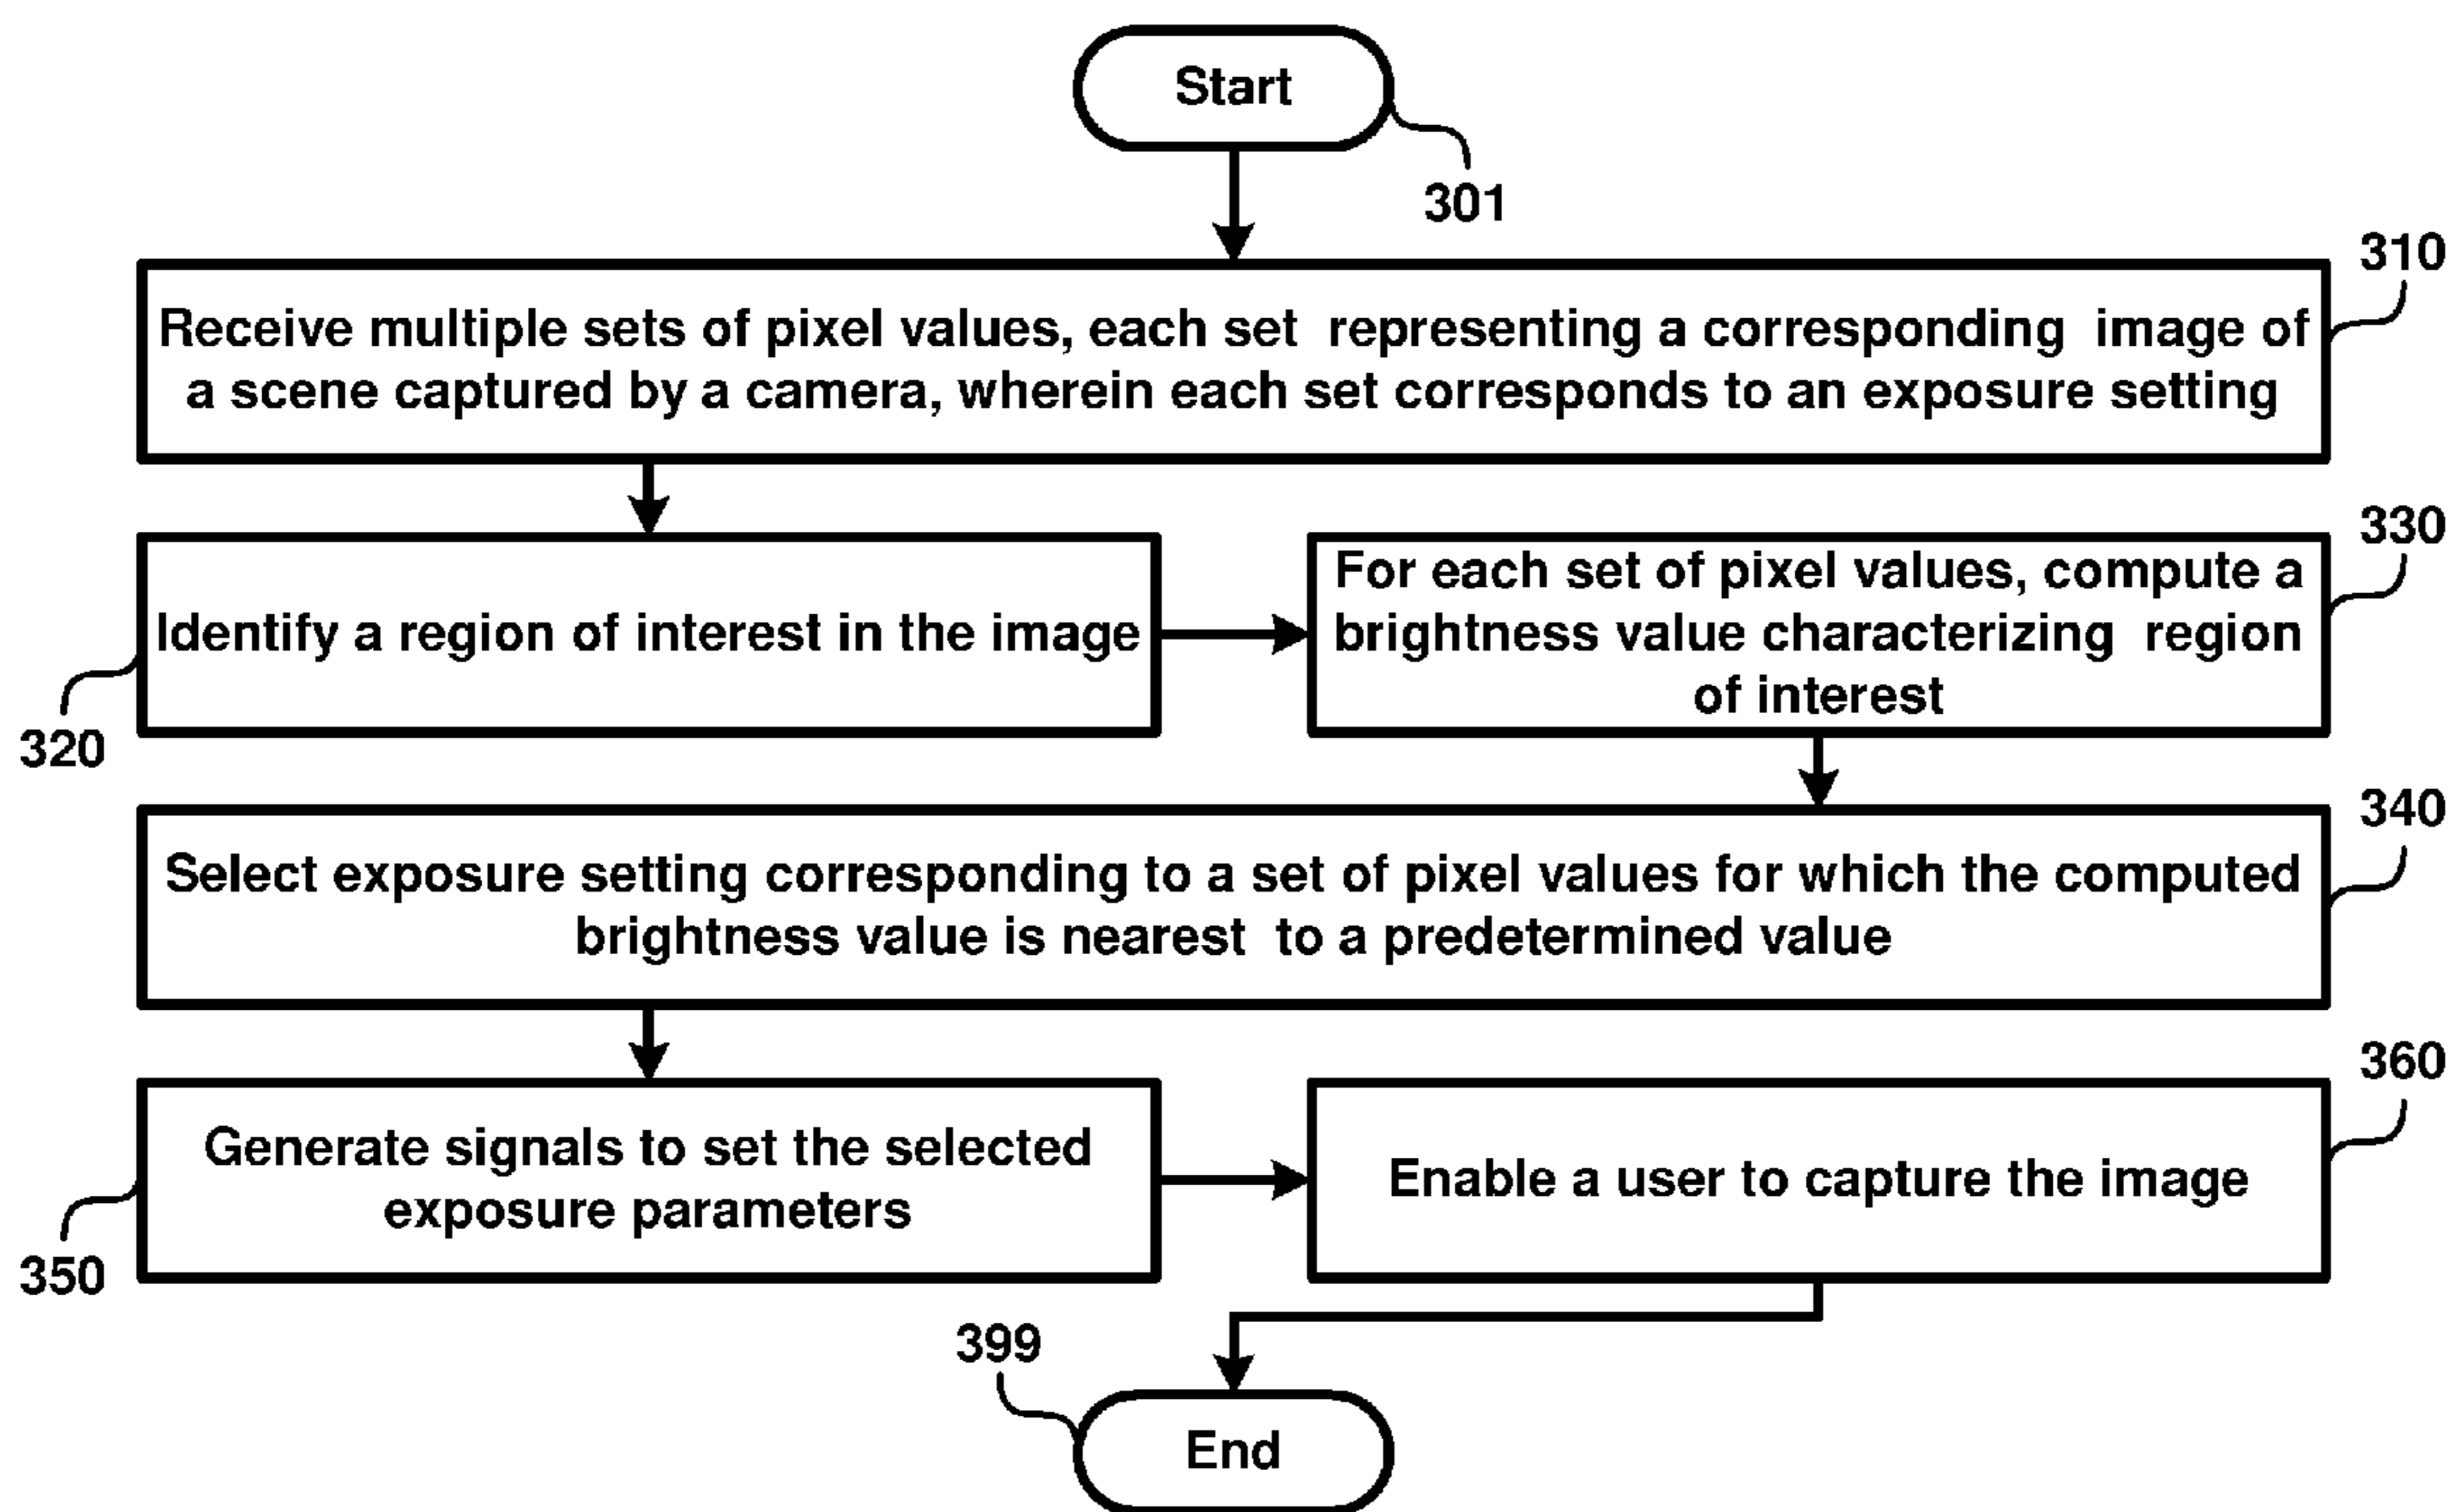 Start
301
310
Receive multiple sets of pixel values, each set representing a corresponding image of
a scene captured by a camera, wherein each set corresponds to an exposure setting
330
Identify a region of interest in the image
320
For each set of pixel values, compute a
brightness value characterizing region
of interest
340
Select exposure setting corresponding to a set of pixel values for which the computed
brightness value is nearest to a predetermined value
360
Generate signals to set the selected
exposure parameters
350
Enable a user to capture the image
399
End